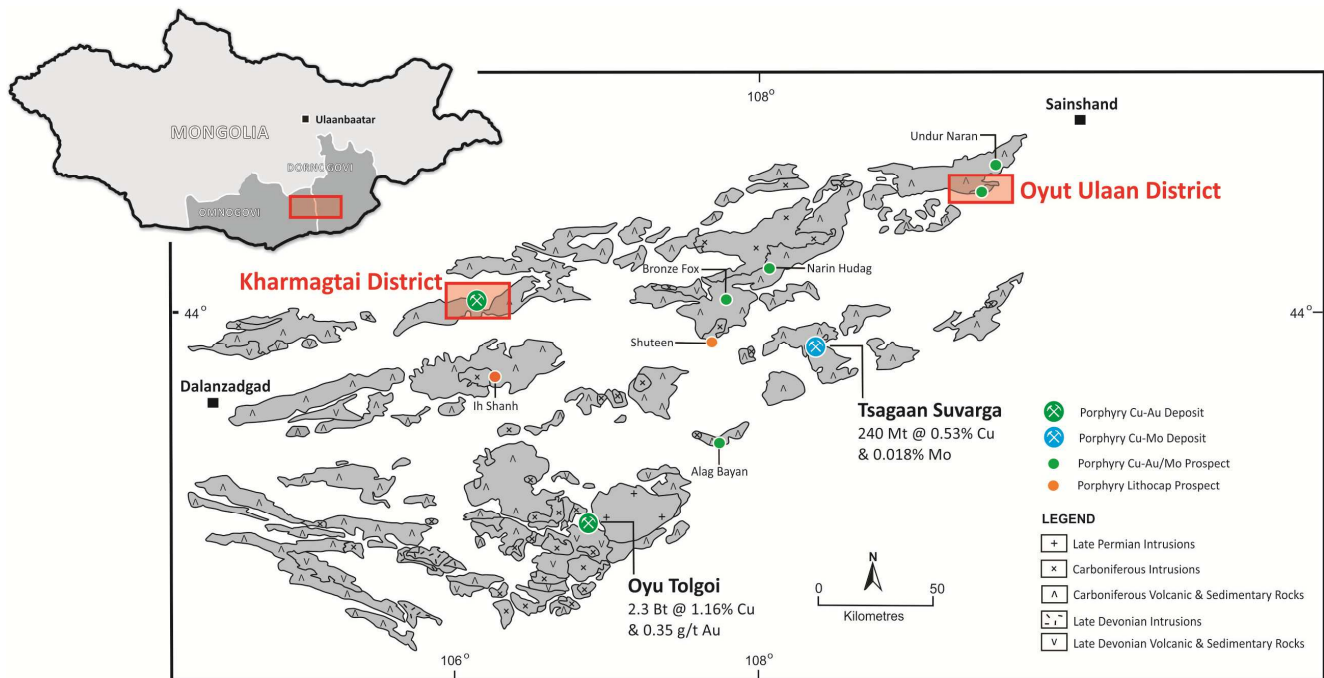 MONGOLIA
Ulaanbaatar
DORNOGOVI
OMNOGOVI
108°
Sainshand
Undur Naran
Oyut Ulaan District
Bronze Fox
Narin Hudag
Kharmagtai District
44°
44°
Shuteen
Dalanzadgad
Ih Shanh
Tsagaan Suvarga
240 Mt @ 0.53% Cu
& 0.018% Mo
Alag Bayan
Oyu Tolgoi
2.3 Bt @ 1.16% Cu
& 0.35 g/t Au
N
0 50
Kilometres
Porphyry Cu-Au Deposit
Porphyry Cu-Mo Deposit
Porphyry Cu-Au/Mo Prospect
Porphyry Lithocap Prospect
LEGEND
Late Permian Intrusions
Carboniferous Intrusions
Carboniferous Volcanic & Sedimentary Rocks
Late Devonian Intrusions
Late Devonian Volcanic & Sedimentary Rocks
106°
108°